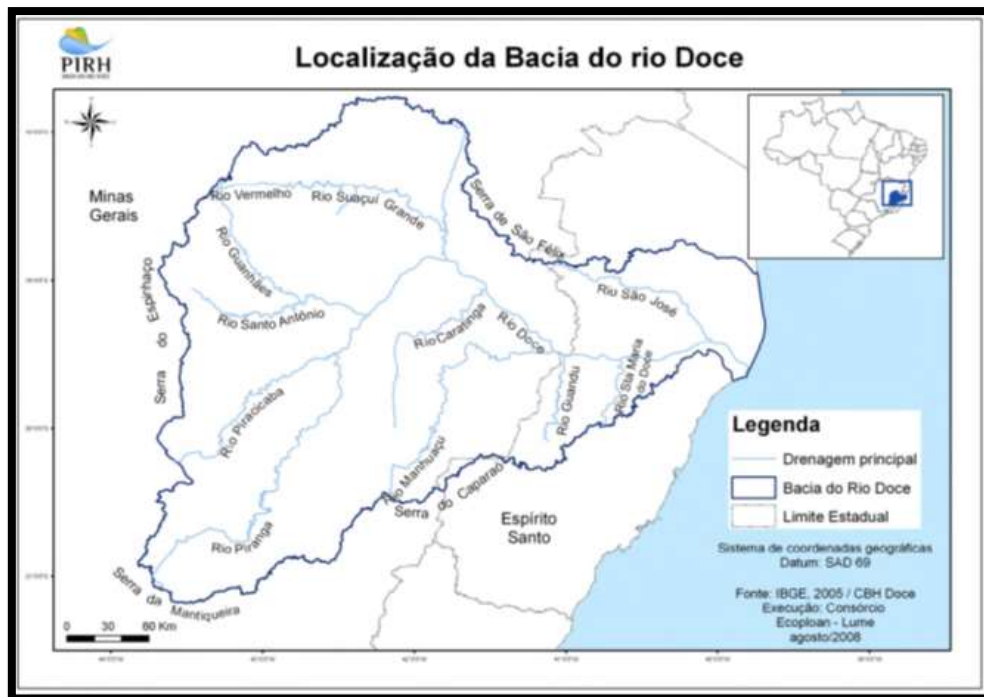 PIRH
Localização da Bacia do rio Doce
Minas
Gerais
Rio Vermelho
Rio Suaçuí Grande
Serra de São Félix
Rio Guanhães
Serra do Espinhaço
Rio Santo Antônio
Rio Caratinga
Rio Doce
Riu São José
Rio Piracicaba
Rio Guandu
Rio Sta Maria
do Doce
Rio Manhuaçu
Serra do Caparaó
Rio Piranga
Serra da Mantiqueira
Espírito
Santo
Legenda
Drenagem principal
Bacia do Rio Doce
Limite Estadual
Sistema de coordenadas geográficas
Datum: SAD 69
Fonte: IBGE, 2005 / CBH Doce
Execução: Consórcio
Ecoploan - Lume
agosto/2008
0 30 60 Km